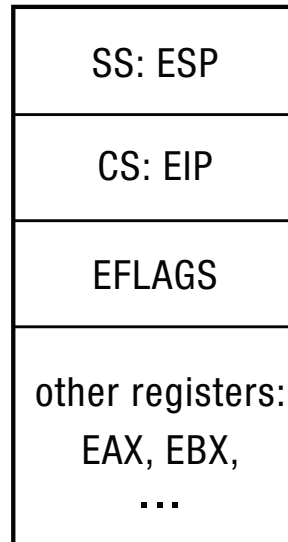 SS: ESP
CS: EIP
EFLAGS
other registers:
EAX, EBX,
...